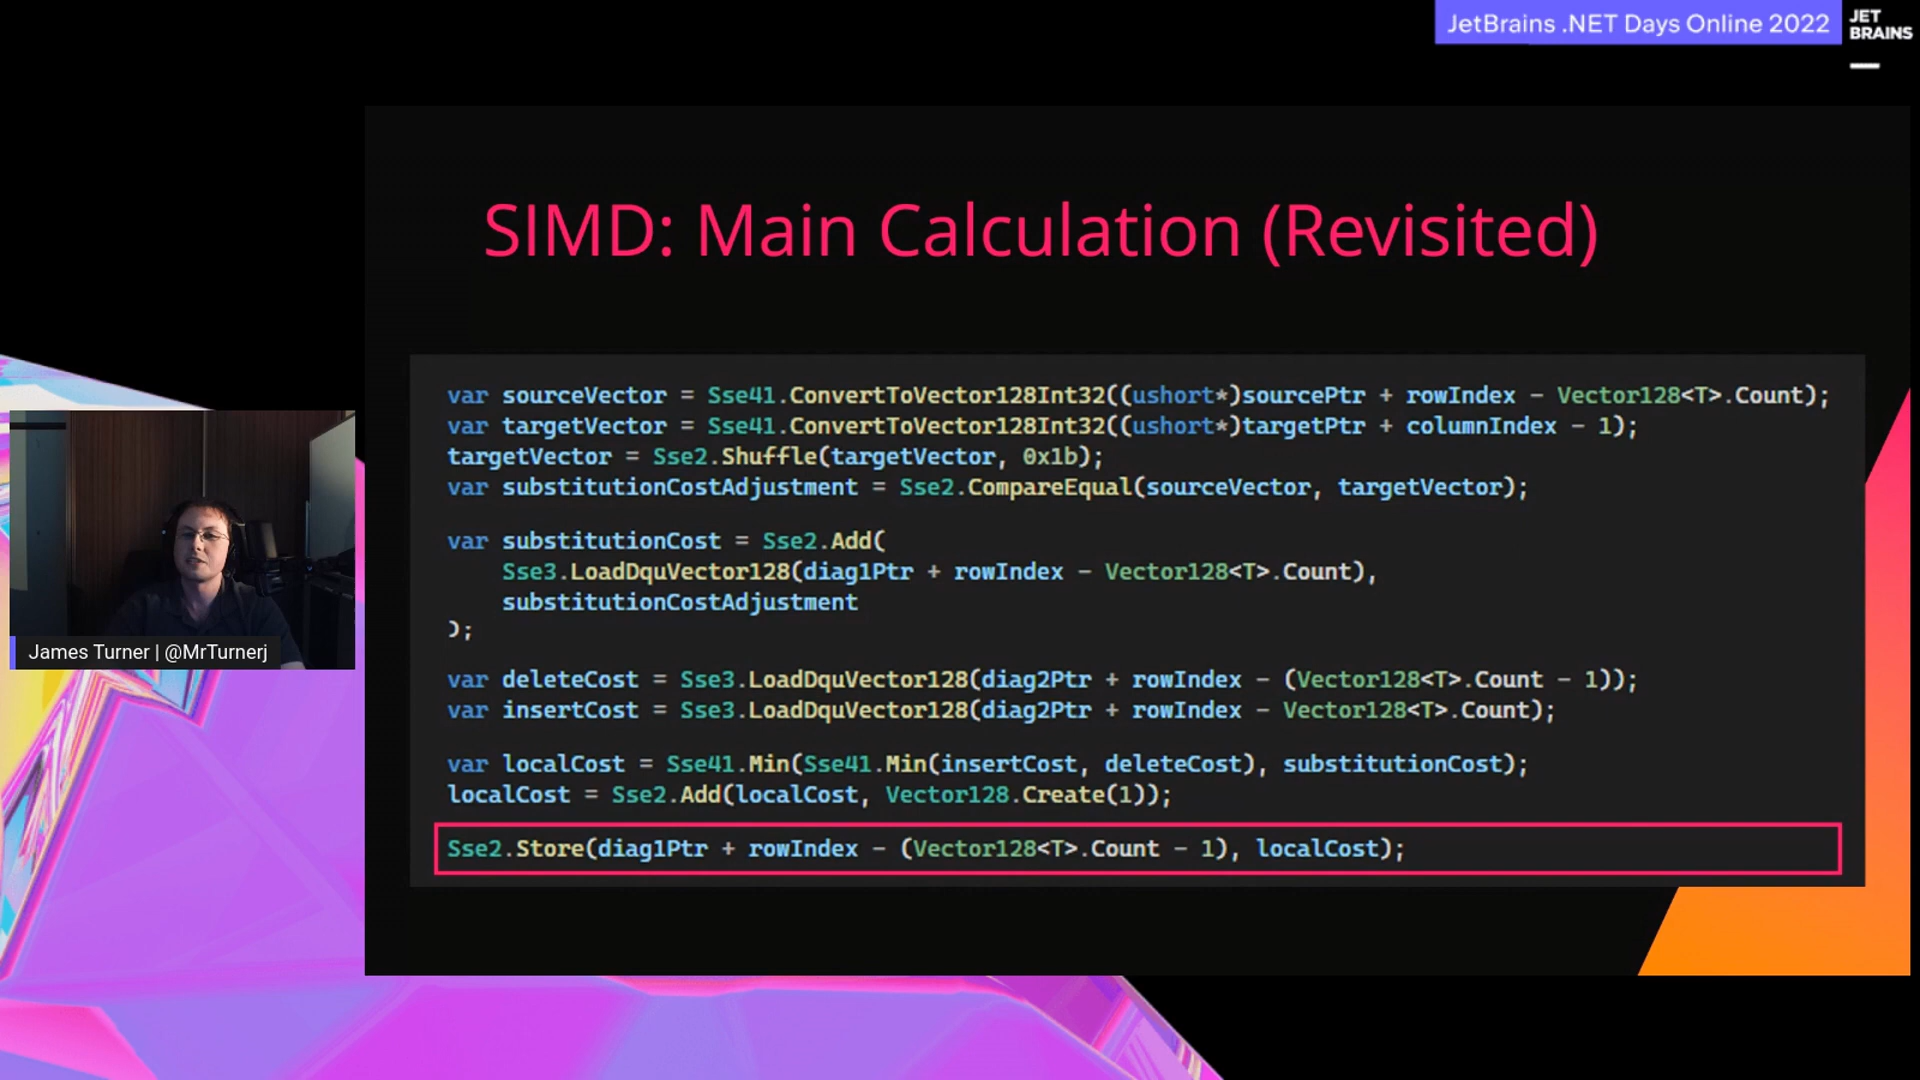 JetBrains .NET Days Online 2022
JET
BRAINS
SIMD: Main Calculation (Revisited)
var sourceVector = Sse41.ConvertToVector128Int32((ushort*)sourcePtr + rowIndex - Vector128<T>.Count);
var targetVector = Sse41.ConvertToVector128Int32((ushort*)targetPtr + columnIndex - 1);
targetVector = Sse2.Shuffle(targetVector, 0x1b);
var substitutionCostAdjustment = Sse2.CompareEqual(sourceVector, targetVector);
var substitutionCost = Sse2.Add(
Sse3.LoadDquVector128(diag1Ptr + rowIndex - Vector128<T>.Count),
substitutionCostAdjustment
);
var deleteCost = Sse3.LoadDquVector128(diag2Ptr + rowIndex - (Vector128<T>.Count - 1));
var insertCost = Sse3.LoadDquVector128(diag2Ptr + rowIndex - Vector128<T>.Count);
var localCost = Sse41.Min(Sse41.Min(insertCost, deleteCost), substitutionCost);
localCost = Sse2.Add(localCost, Vector128.Create(1));
Sse2.Store(diag1Ptr + rowIndex - (Vector128<T>.Count - 1), localCost);
James Turner | @MrTurnerj